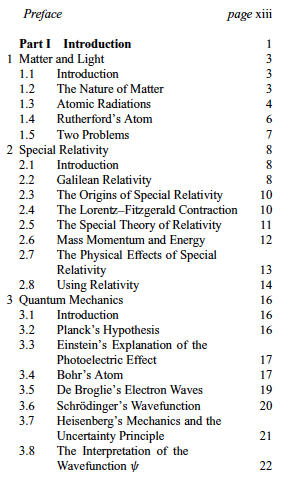 Preface page xiii
Part I Introduction 1
1 Matter and Light 3
1.1 Introduction 3
1.2 The Nature of Matter 3
1.3 Atomic Radiations 4
1.4 Rutherford's Atom 6
1.5 Two Problems 7
2 Special Relativity 8
2.1 Introduction 8
2.2 Galilean Relativity 8
2.3 The Origins of Special Relativity 10
2.4 The Lorentz–Fitzgerald Contraction 10
2.5 The Special Theory of Relativity 11
2.6 Mass Momentum and Energy 12
2.7 The Physical Effects of Special
Relativity 13
2.8 Using Relativity 14
3 Quantum Mechanics 16
3.1 Introduction 16
3.2 Planck's Hypothesis 16
3.3 Einstein's Explanation of the
Photoelectric Effect 17
3.4 Bohr's Atom 17
3.5 De Broglie's Electron Waves 19
3.6 Schrödinger's Wavefunction 20
3.7 Heisenberg's Mechanics and the
Uncertainty Principle 21
3.8 The Interpretation of the
Wavefunction ψ 22